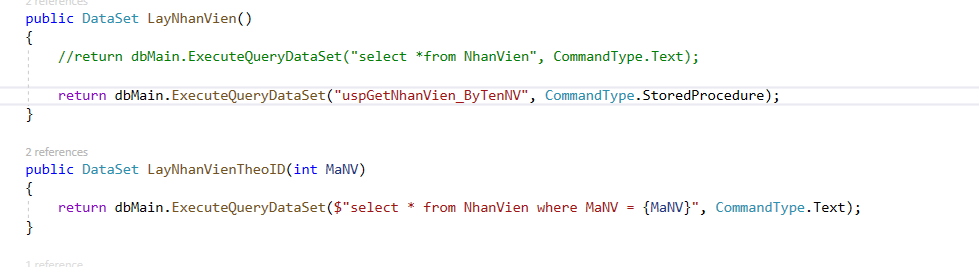 2 references
public DataSet LayNhanVien()
{
//return dbMain.ExecuteQueryDataSet("select *from NhanVien", CommandType.Text);
return dbMain.ExecuteQueryDataSet("uspGetNhanVien_ByTenNV", CommandType.StoredProcedure);
}
2 references
public DataSet LayNhanVienTheoID(int MaNV)
{
return dbMain.ExecuteQueryDataSet($"select * from NhanVien where MaNV = {MaNV}", CommandType.Text);
}
1 reference